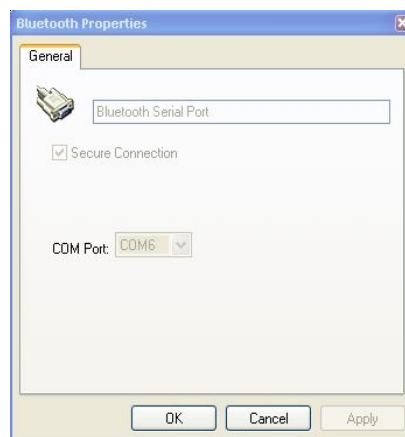 Bluetooth Properties
General
Bluetooth Serial Port
Secure Connection
COM Port: COM6
OK Cancel Apply